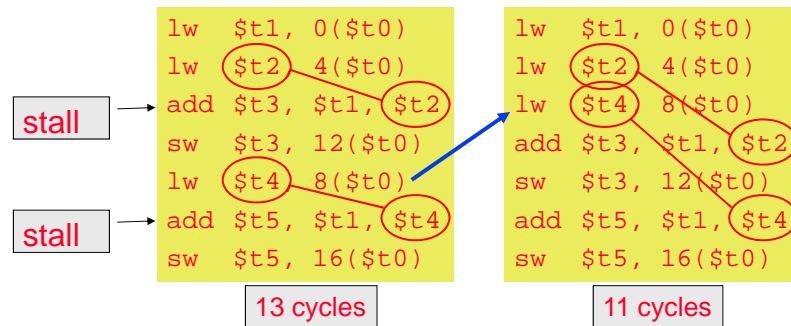 lw $t1, 0($t0)
lw $t2, 4($t0)
stall
add $t3, $t1, $t2
sw $t3, 12($t0)
lw $t4, 8($t0)
stall
add $t5, $t1, $t4
sw $t5, 16($t0)
13 cycles
lw $t1, 0($t0)
lw $t2, 4($t0)
lw $t4, 8($t0)
add $t3, $t1, $t2
sw $t3, 12($t0)
add $t5, $t1, $t4
sw $t5, 16($t0)
11 cycles